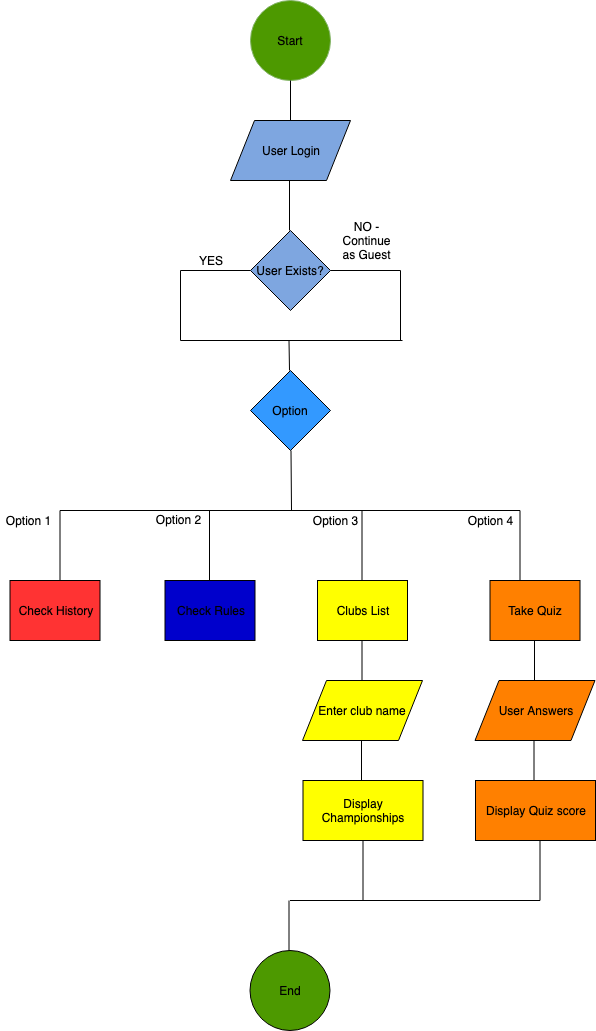 Start
User Login
NO -
Continue
as Guest
YES
User Exists?
Option
Option 1
Option 2
Option 3
Option 4
Check History
Check Rules
Clubs List
Take Quiz
Enter club name
User Answers
Display
Championships
Display Quiz score
End